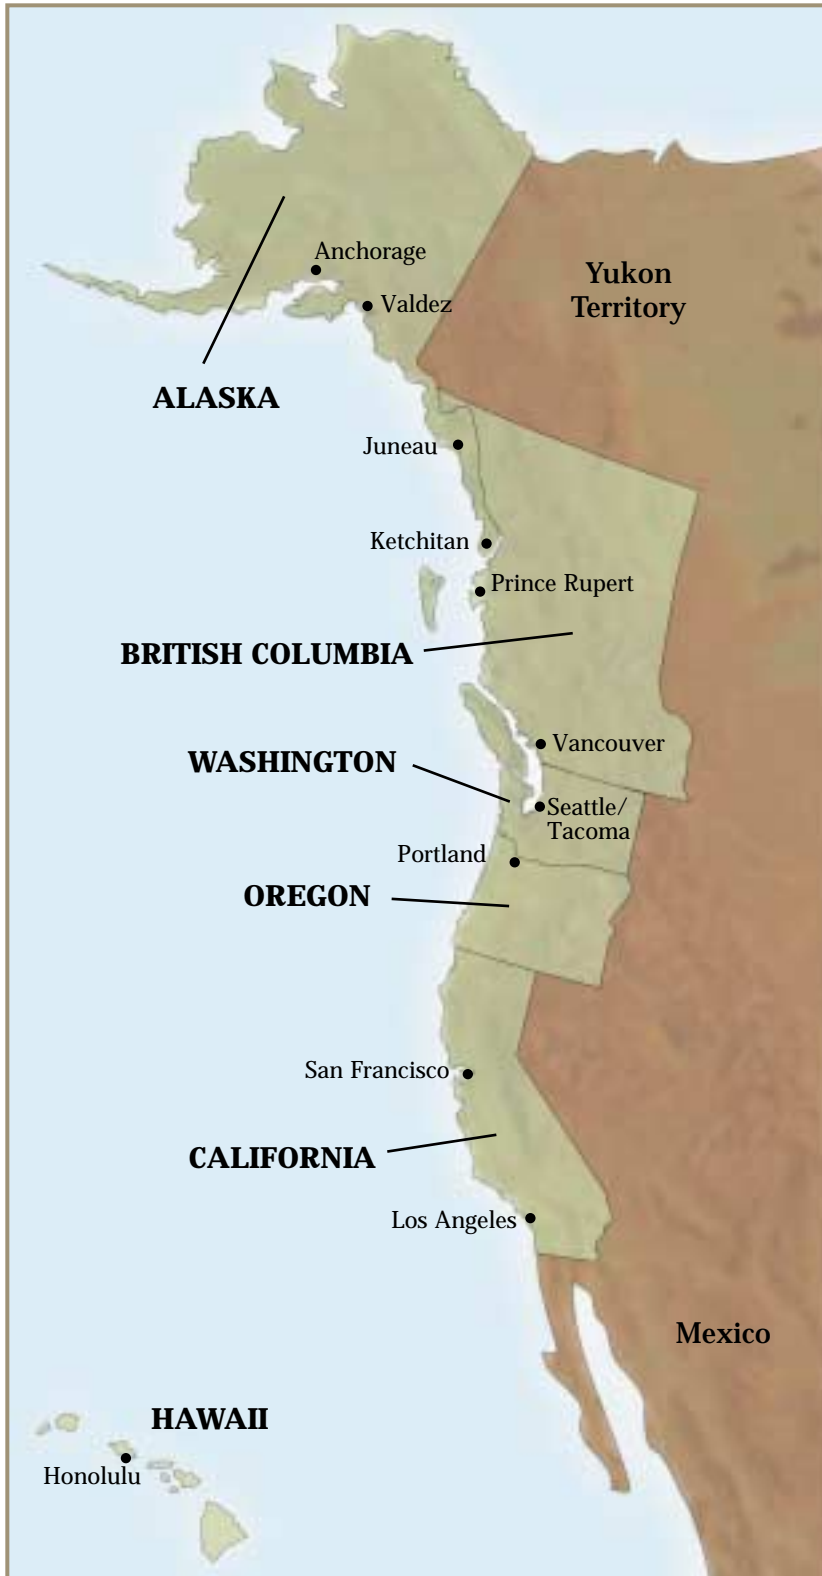 Anchorage
Yukon
Territory
Valdez
ALASKA
Juneau
Ketchitan
Prince Rupert
BRITISH COLUMBIA
Vancouver
WASHINGTON
Seattle/
Tacoma
Portland
OREGON
San Francisco
CALIFORNIA
Los Angeles
Mexico
HAWAII
Honolulu